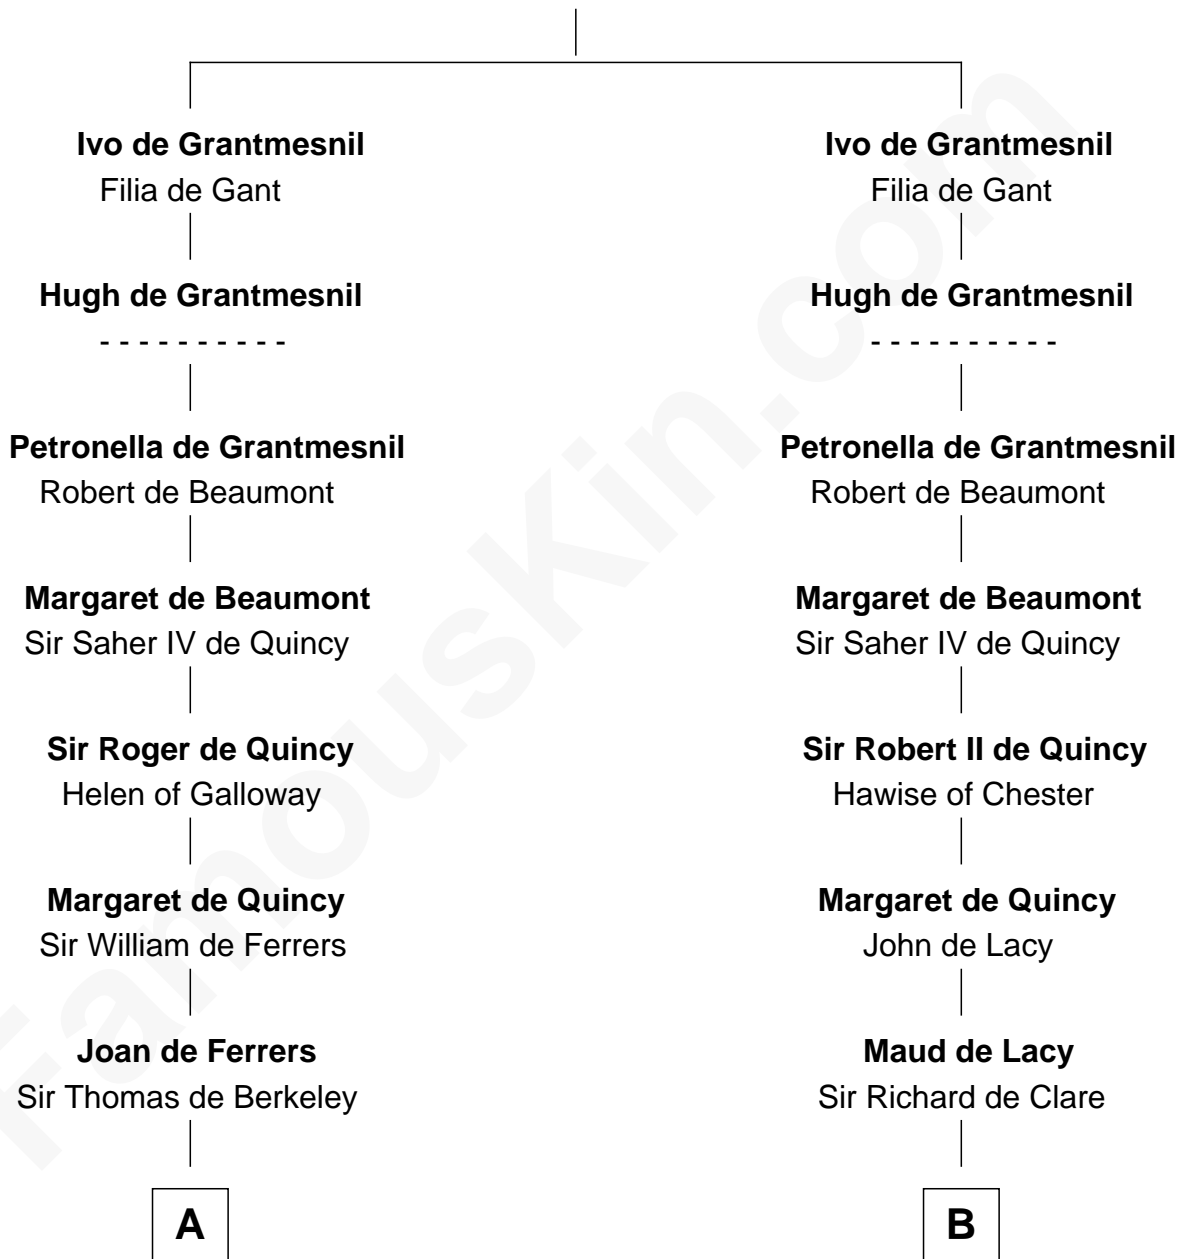 Ivo de Grantmesnil
Filia de Gant
Hugh de Grantmesnil
- - - - - - - - - -
Petronella de Grantmesnil
Robert de Beaumont
Margaret de Beaumont
Sir Saher IV de Quincy
Sir Roger de Quincy
Helen of Galloway
Margaret de Quincy
Sir William de Ferrers
Joan de Ferrers
Sir Thomas de Berkeley
A
Ivo de Grantmesnil
Filia de Gant
Hugh de Grantmesnil
- - - - - - - - - -
Petronella de Grantmesnil
Robert de Beaumont
Margaret de Beaumont
Sir Saher IV de Quincy
Sir Robert II de Quincy
Hawise of Chester
Margaret de Quincy
John de Lacy
Maud de Lacy
Sir Richard de Clare
B
FamousKin.com